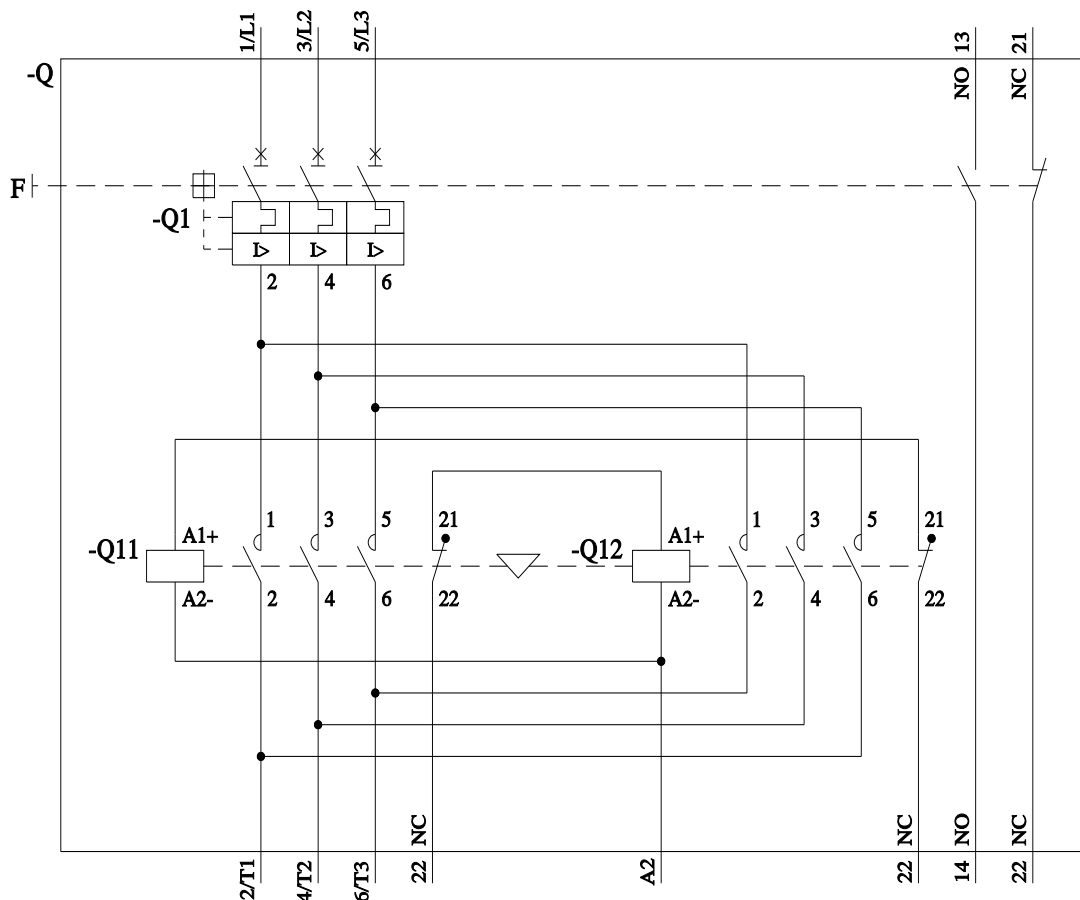 1/L1 3/L2 5/L3 13 21
-Q NO NC
F
-Q1
I> I> I>
2 4 6
1 3 5 21 1 3 5 21
-Q11 A1+ -Q12 A1+
A2- 2 4 6 22 A2- 2 4 6 22
NC NC NO NC
2/T1 4/T2 6/T3 22 A2 22 14 22